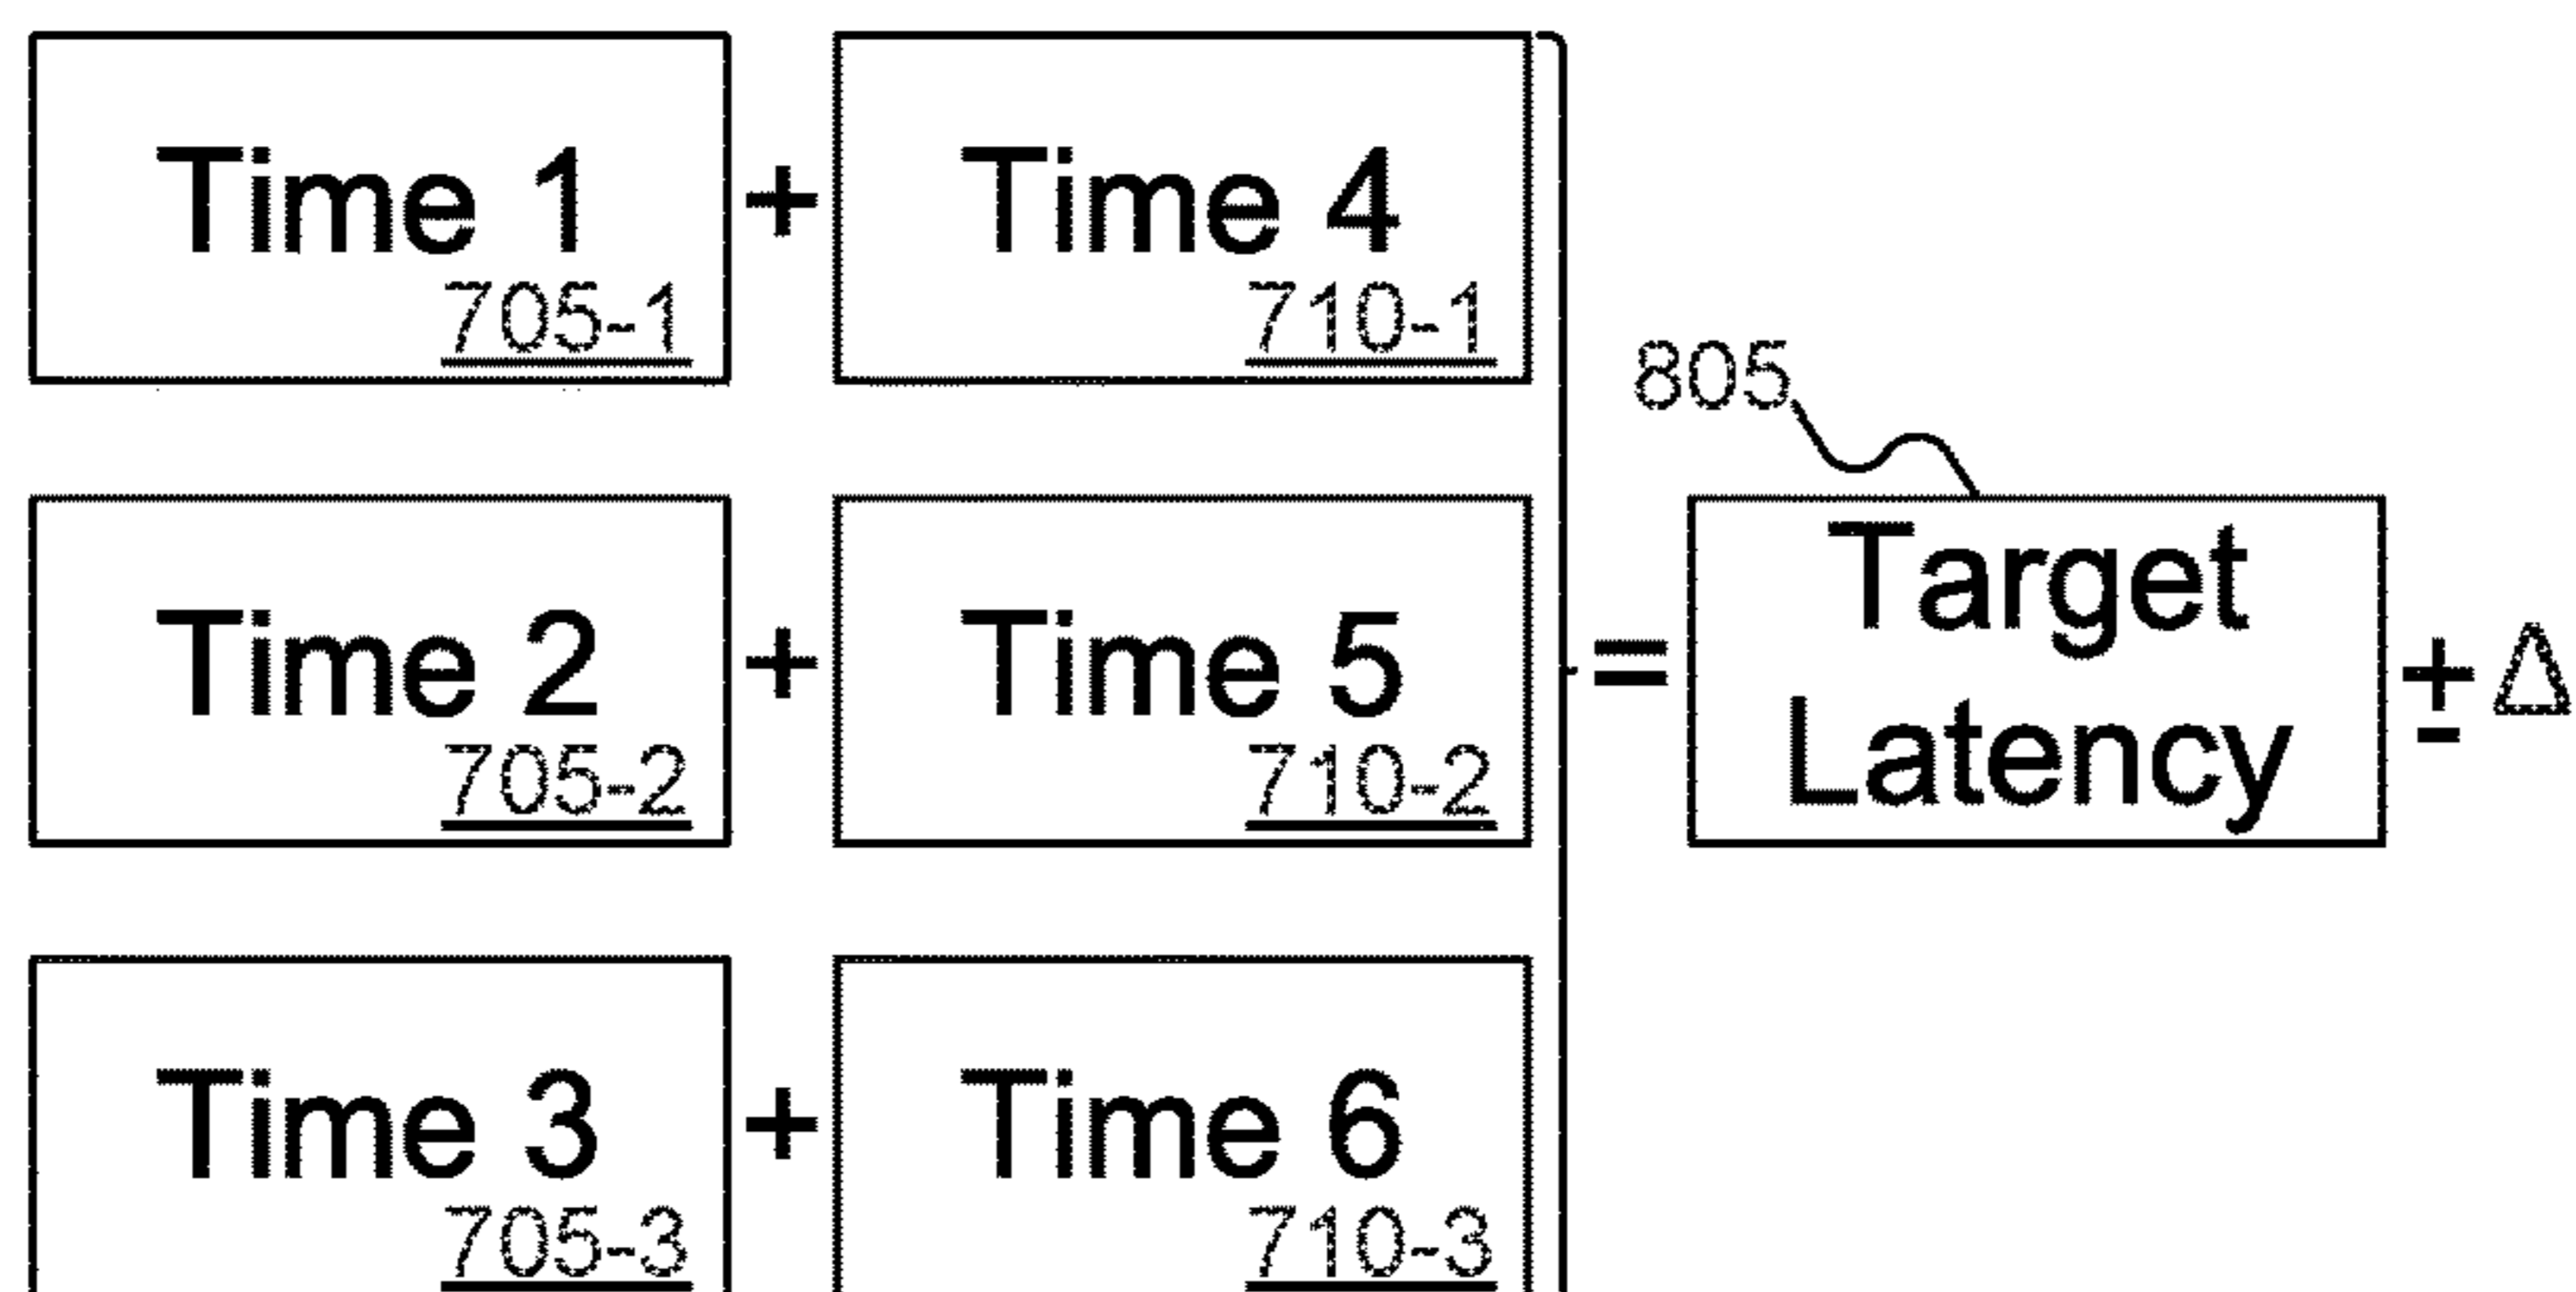 Time 1 + Time 4
705-1 710-1
805
Time 2 + Time 5 = Target Latency ± Δ
705-2 710-2
Time 3 + Time 6
705-3 710-3